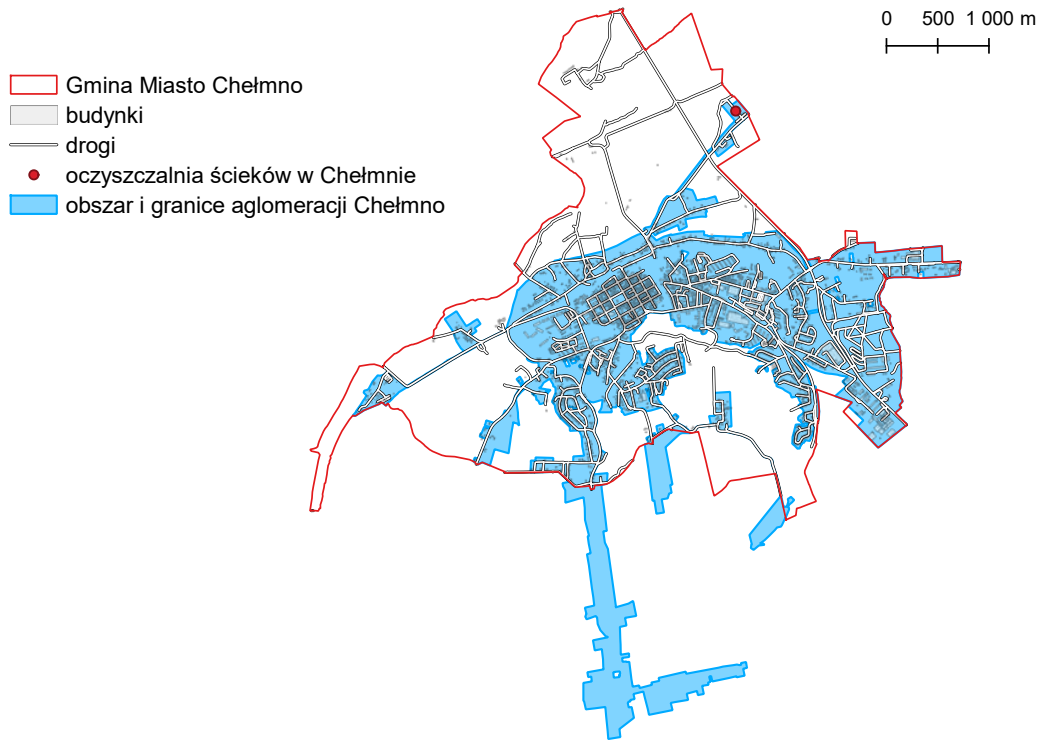 0 500 1 000 m
Gmina Miasto Chełmno
budynki
drogi
oczyszczalnia ścieków w Chełmnie
obszar i granice aglomeracji Chełmno